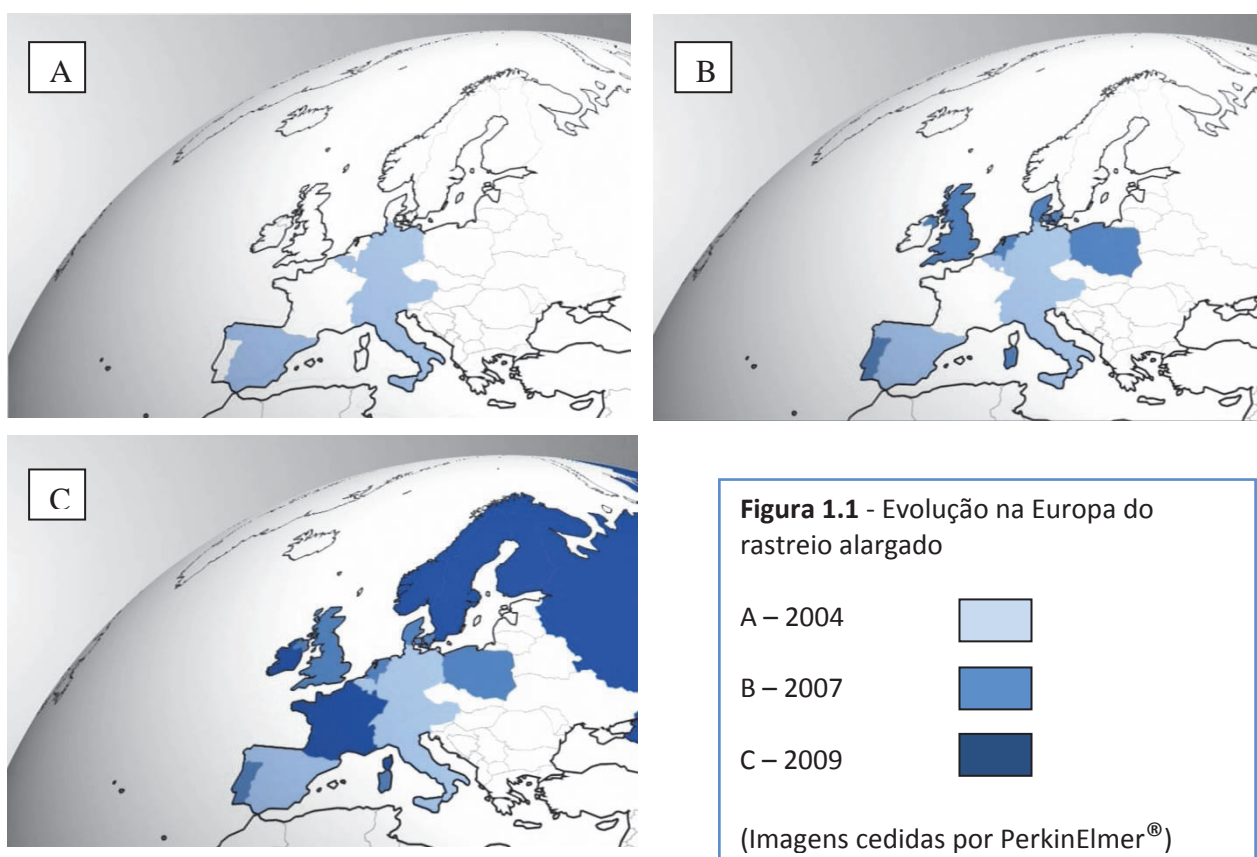 A
B
C
Figura 1.1 - Evolução na Europa do
rastreio alargado
A – 2004
B – 2007
C – 2009
(Imagens cedidas por PerkinElmer®)